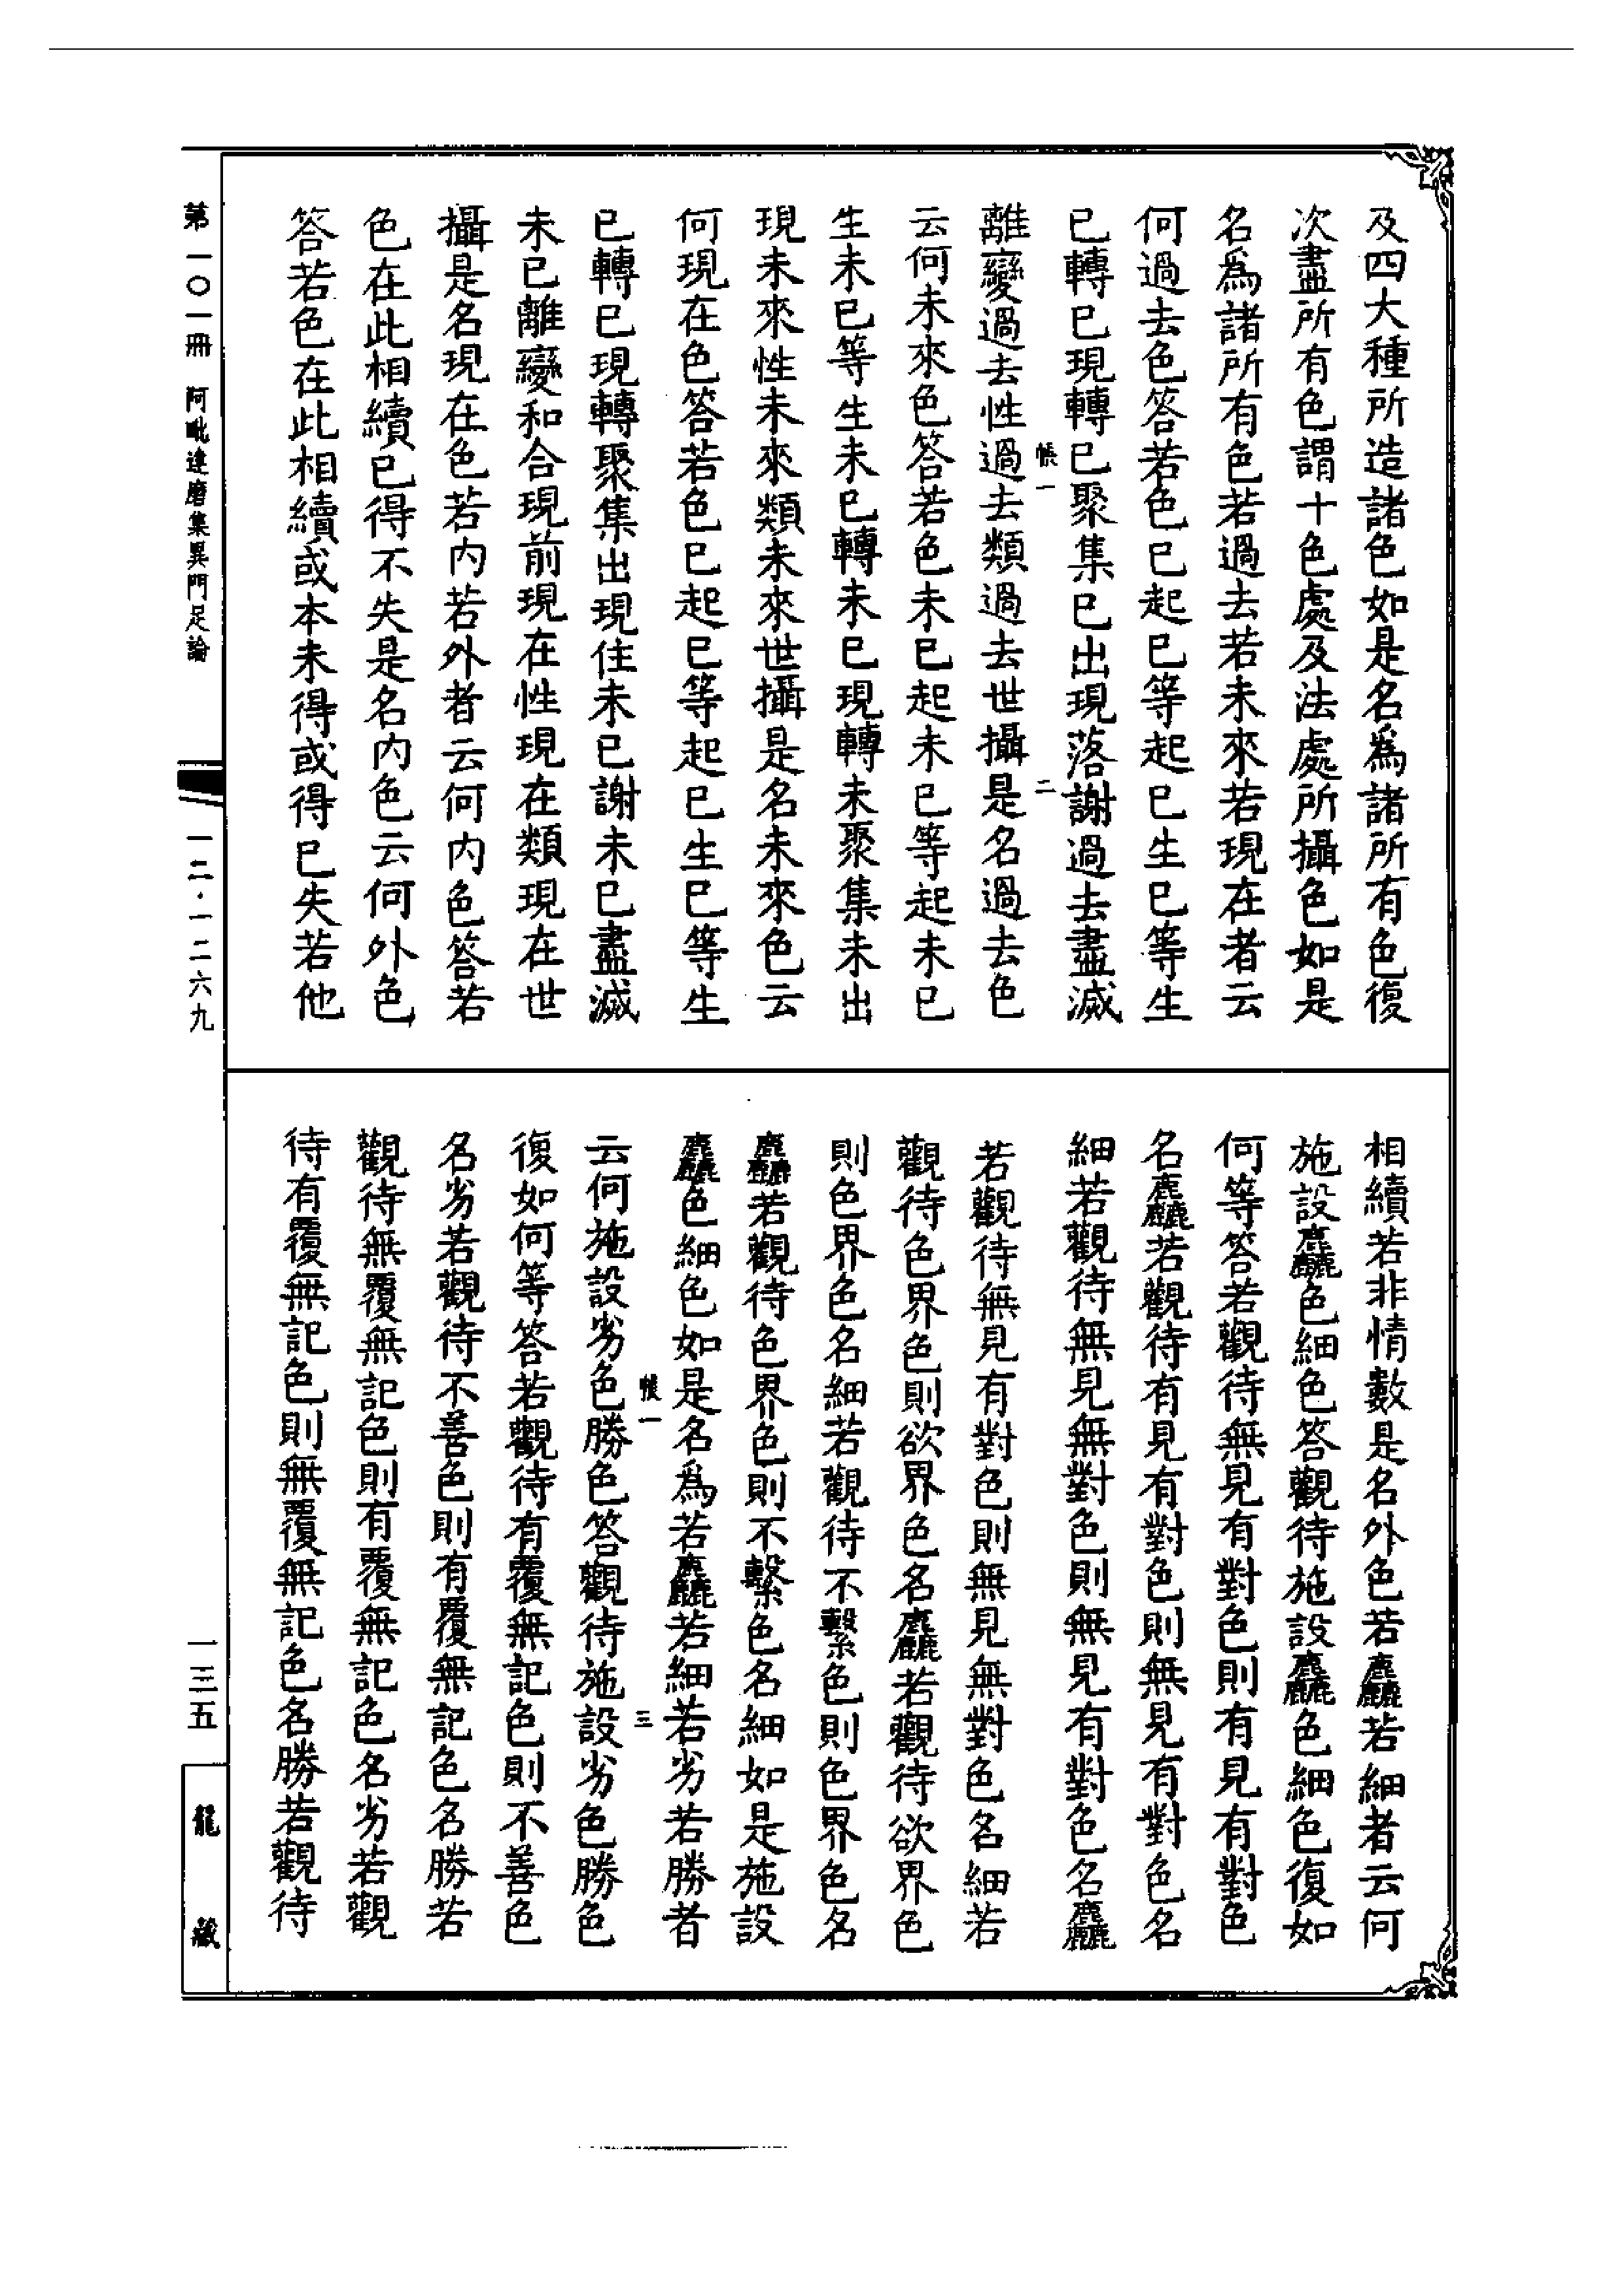 及四大種所造諸色如是名爲諸所有色復
次盡所有色謂十色處及法處所攝色如是
名爲諸所有色若過去若未來若現在者云
何過去色答若色已起已等起已生已等生
已轉已現轉已聚集已出現落謝過去盡滅
帳一 二
離變過去性過去類過去世攝是名過去色
云何未來色答若色未已起未已等起未已
生未已等生未已轉未已現轉未聚集未出
現未來性未來類未來世攝是名未來色云
何現在色答若色已起已等起已生已等生
已轉已現轉聚集出現住未已謝未已盡滅
未已離變和合現前現在性現在類現在世
攝是名現在色若内若外者云何内色答若
色在此相續已得不失是名内色云何外色
答若色在此相續或本未得或得已失若他
相續若非情數是名外色若麤若細者云何
施設麤色細色答觀待施設麤色細色復如
何等答若觀待無見有對色則有見有對色
名麤若觀待有見有對色則無見有對色名
細若觀待無見無對色則無見有對色名麤
若觀待無見有對色則無見無對色名細若
觀待色界色則欲界色名麤若觀待欲界色
則色界色名細若觀待不繫色則色界色名
麤若觀待色界色則不繫色名細如是施設
麤色細色如是名爲若麤若細若劣若勝者
帳一 三
云何施設劣色勝色答觀待施設劣色勝色
復如何等答若觀待有覆無記色則不善色
名劣若觀待不善色則有覆無記色名勝若
觀待無覆無記色則有覆無記色名劣若觀
待有覆無記色則無覆無記色名勝若觀待
第一〇一冊 阿毗達磨集異門足論
一二·一二六九
一三五
龍藏